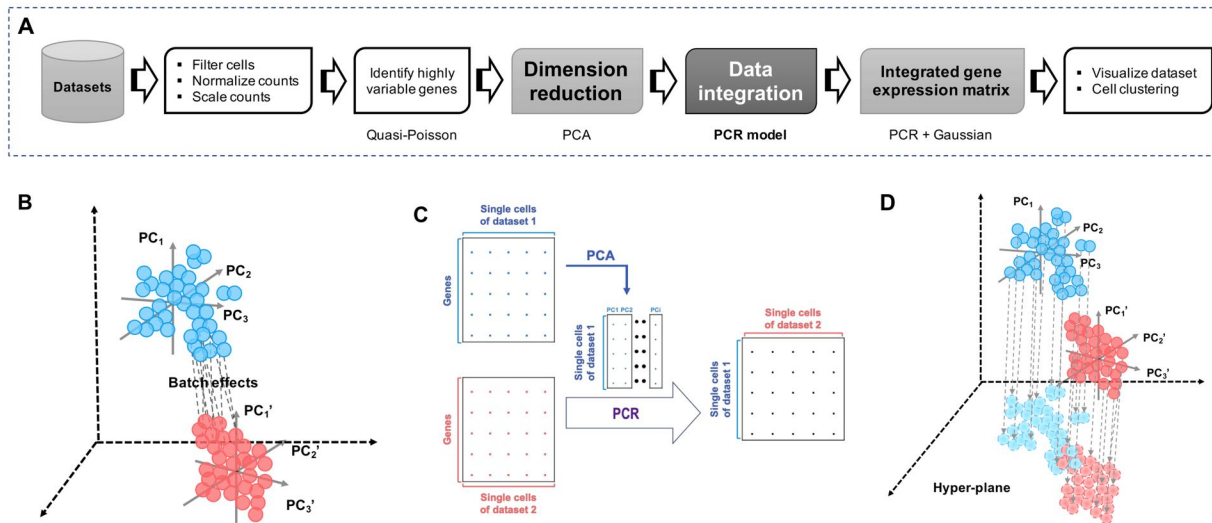 A
Datasets
▪ Filter cells
▪ Normalize counts
▪ Scale counts
Identify highly
variable genes
Quasi-Poisson
Dimension
reduction
PCA
Data
integration
PCR model
Integrated gene
expression matrix
PCR + Gaussian
▪ Visualize dataset
▪ Cell clustering
B
PC1
PC2
PC3
Batch effects
PC1'
PC2'
PC3'
C
Single cells
of dataset 1
Genes
PCA
PC1 PC2 PCi
Single cells
of dataset 1
Genes
Single cells
of dataset 2
PCR
Single cells
of dataset 2
Single cells
of dataset 1
D
PC1
PC2
PC3
PC1'
PC2'
PC3'
Hyper-plane